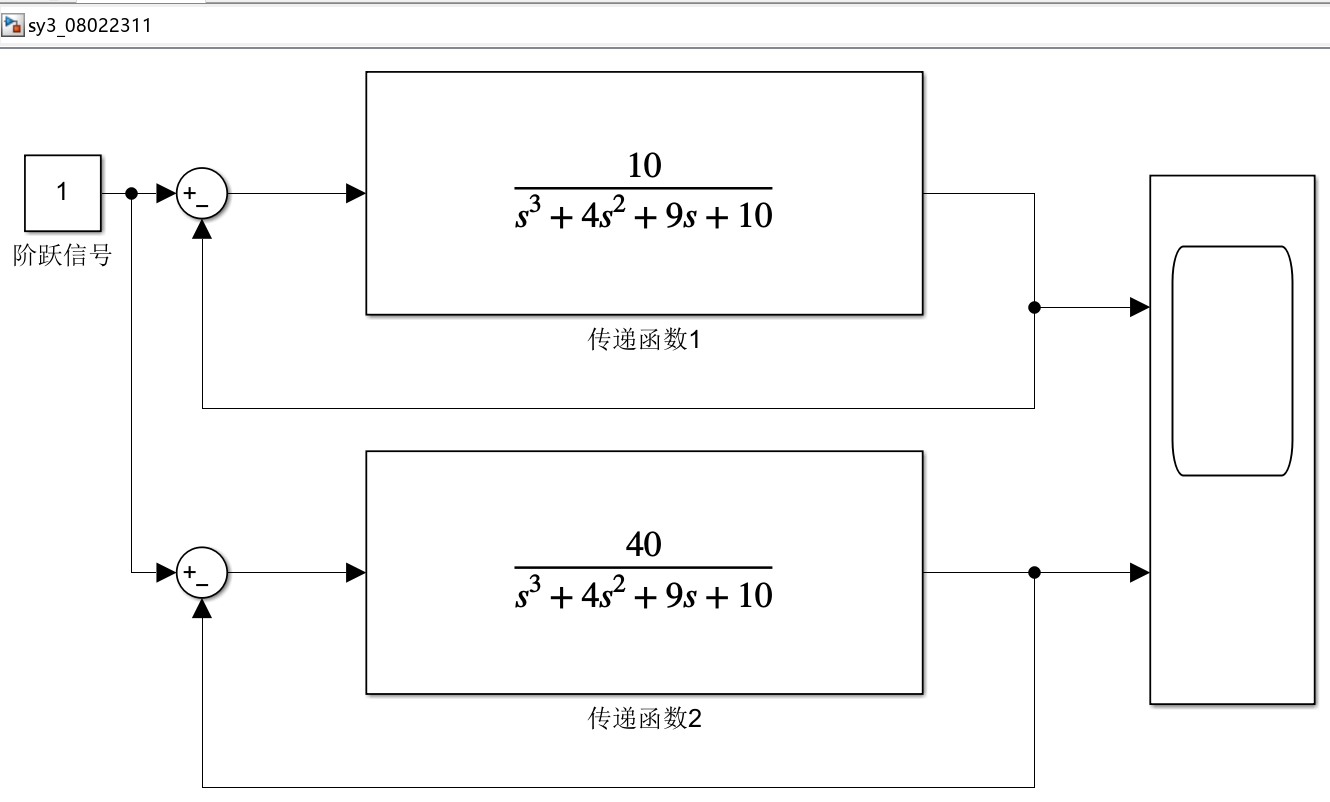 sy3_08022311
1
阶跃信号
+
−
10
s³ + 4s² + 9s + 10
传递函数1
+
−
40
s³ + 4s² + 9s + 10
传递函数2